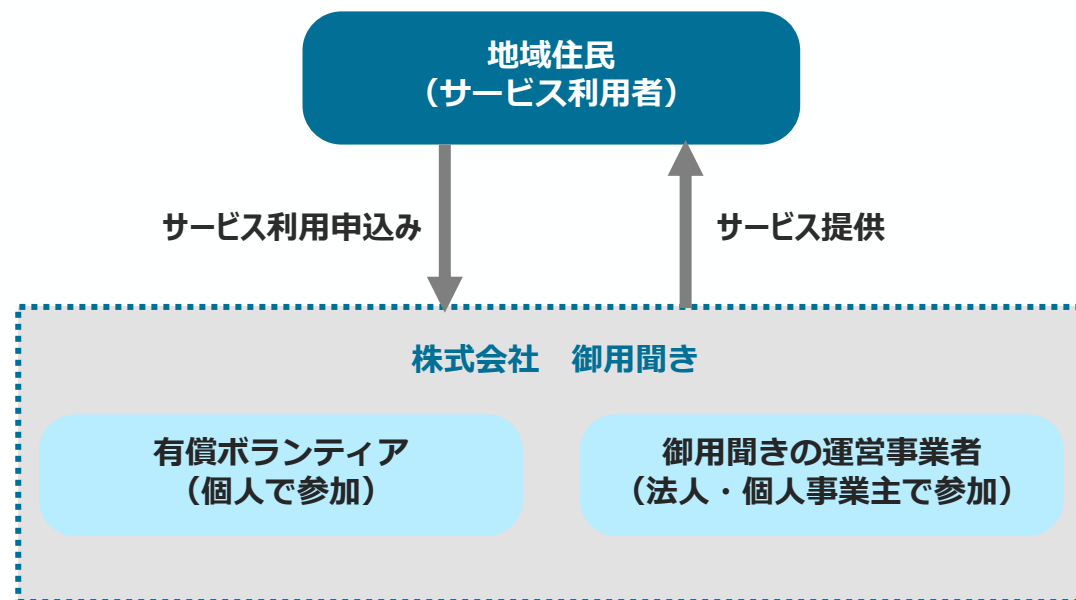 地域住民
（サービス利用者）
サービス利用申込み
サービス提供
株式会社　御用聞き
有償ボランティア
（個人で参加）
御用聞きの運営事業者
（法人・個人事業主で参加）